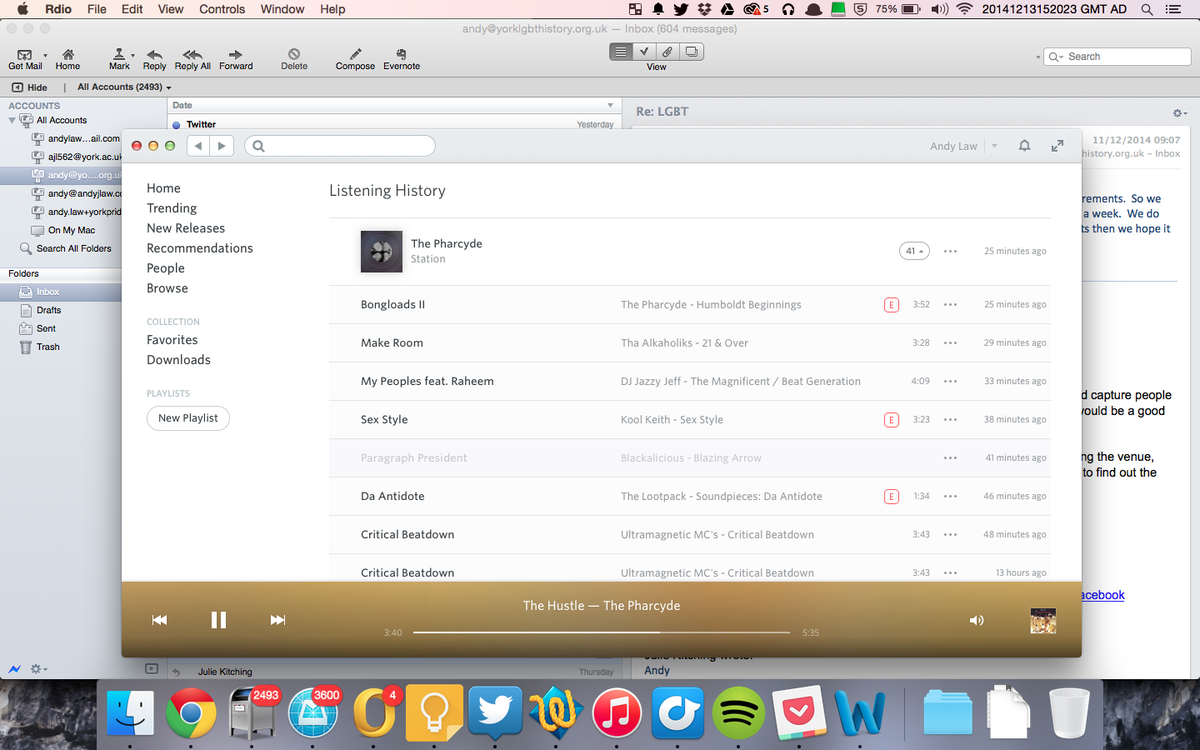 Rdio File Edit View Controls Window Help 5 75% 20141213152023 GMT AD
andy@yorklgbthistory.org.uk — Inbox (604 messages)
Get Mail Home Mark Reply Reply All Forward Delete Compose Evernote View Search
Hide All Accounts (2493)
ACCOUNTS
All Accounts
andylaw...ail.com
ajl562@york.ac.uk
andy@yo....org.u
andy@andyjlaw.co
andy.law+yorkprid
On My Mac
Search All Folders
Folders
Inbox
Drafts
Sent
Trash
Date
Twitter Yesterday
Re: LGBT
11/12/2014 09:07
history.org.uk – Inbox
rements. So we
a week. We do
ts then we hope it
d capture people
vould be a good
ng the venue,
to find out the
acebook
Andy Law
Home
Trending
New Releases
Recommendations
People
Browse
COLLECTION
Favorites
Downloads
PLAYLISTS
New Playlist
Listening History
The Pharcyde
Station
41 ••• 25 minutes ago
Bongloads II The Pharcyde - Humboldt Beginnings E 3:52 ••• 25 minutes ago
Make Room Tha Alkaholiks - 21 & Over 3:28 ••• 29 minutes ago
My Peoples feat. Raheem DJ Jazzy Jeff - The Magnificent / Beat Generation 4:09 ••• 33 minutes ago
Sex Style Kool Keith - Sex Style E 3:23 ••• 38 minutes ago
Paragraph President Blackalicious - Blazing Arrow ••• 41 minutes ago
Da Antidote The Lootpack - Soundpieces: Da Antidote E 1:34 ••• 46 minutes ago
Critical Beatdown Ultramagnetic MC's - Critical Beatdown 3:43 ••• 48 minutes ago
Critical Beatdown Ultramagnetic MC's - Critical Beatdown 3:43 ••• 13 hours ago
The Hustle — The Pharcyde
3:40 5:35
Julie Kitching Thursday
Julie Kitching wrote:
Andy
2493 3600 4